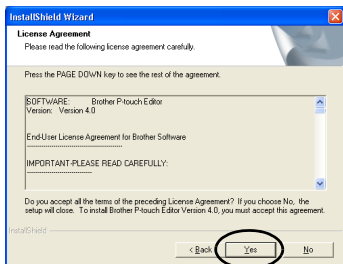 InstallShield Wizard
License Agreement
Please read the following license agreement carefully.
Press the PAGE DOWN key to see the rest of the agreement.
SOFTWARE: Brother P-touch Editor
Version: Version 4.0
End-User License Agreement for Brother Software
----------------------------------------
IMPORTANT-PLEASE READ CAREFULLY:
----------------------------
Do you accept all the terms of the preceding License Agreement? If you choose No, the
setup will close. To install Brother P-touch Editor Version 4.0, you must accept this agreement.
InstallShield
< Back Yes No